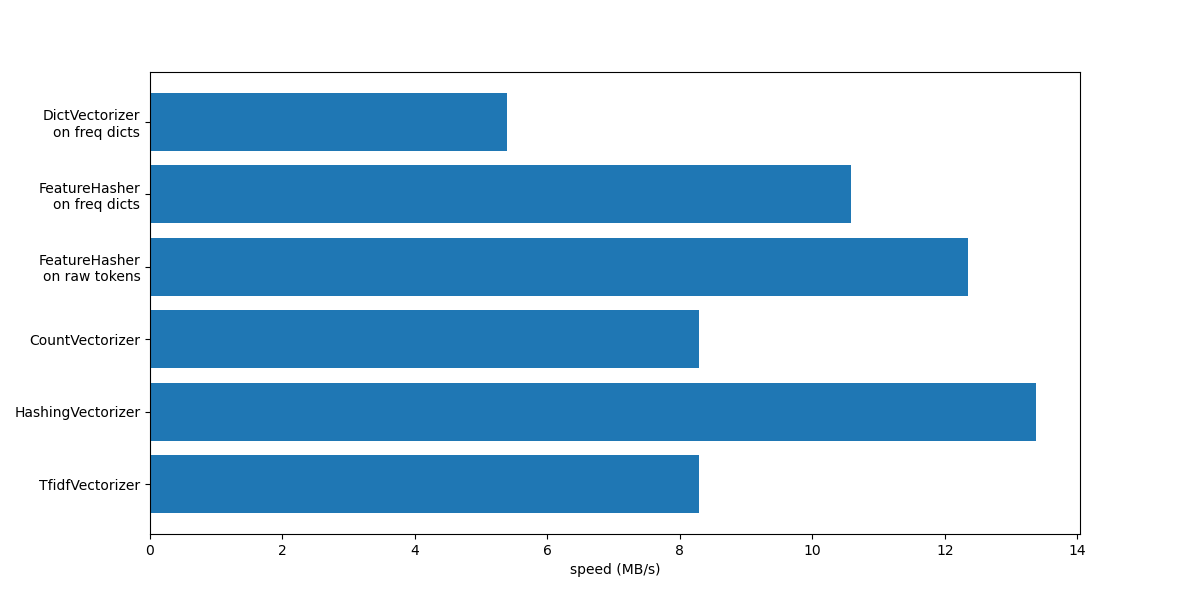 DictVectorizer
on freq dicts
FeatureHasher
on freq dicts
FeatureHasher
on raw tokens
CountVectorizer
HashingVectorizer
TfidfVectorizer
0 2 4 6 8 10 12 14
speed (MB/s)